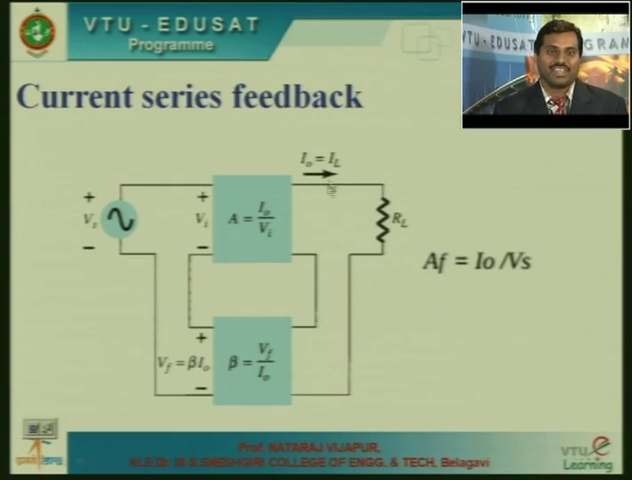 VTU - EDUSAT
Programme
VTU - EDUSAT PROGRAM
Current series feedback
Io = IL
+
+
Vs
Vi
A = Io/Vi
RL
−
−
Af = Io /Vs
+
Vf = βIo
β = Vf/Io
−
Prof. NATARAJ VIJAPUR,
KLE Dr. M.S.SHESHGIRI COLLEGE OF ENGG. & TECH, Belagavi
VTU e
Learning